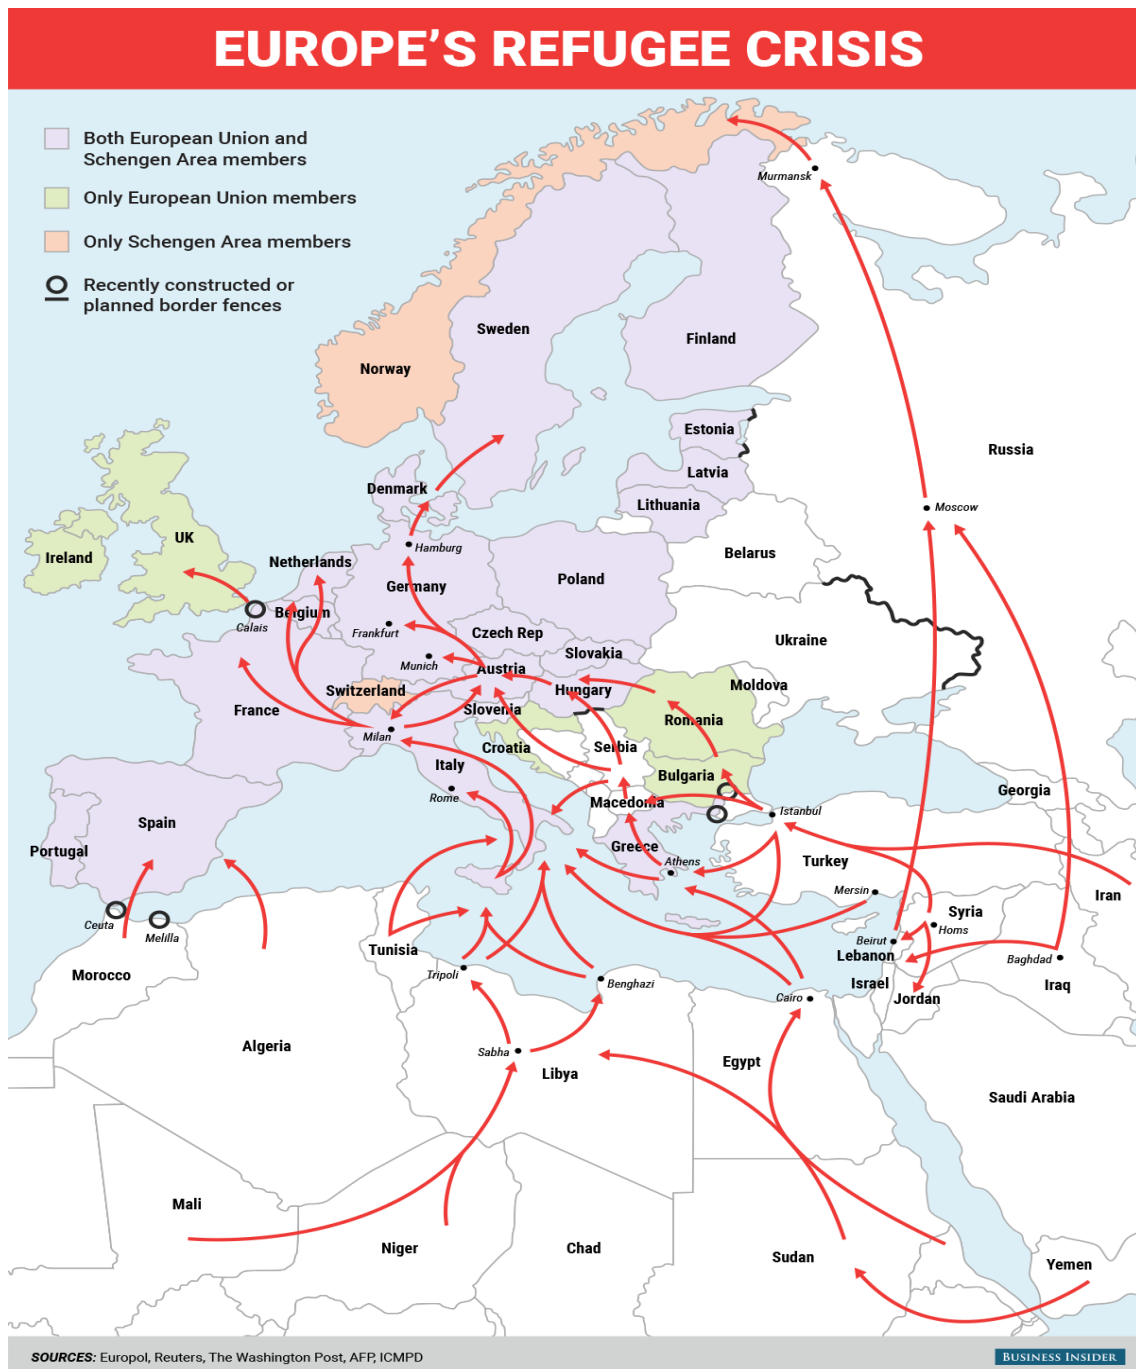 EUROPE'S REFUGEE CRISIS
Both European Union and
Schengen Area members
Only European Union members
Only Schengen Area members
Recently constructed or
planned border fences
Murmansk
Sweden
Finland
Norway
Estonia
Russia
Latvia
Denmark
Lithuania
Moscow
UK
Ireland
Hamburg
Netherlands
Belarus
Germany
Poland
Belgium
Calais
Frankfurt
Czech Rep
Ukraine
Slovakia
Munich
Austria
Switzerland
Hungary
Moldova
France
Slovenia
Romania
Milan
Croatia
Serbia
Italy
Bulgaria
Rome
Macedonia
Georgia
Istanbul
Spain
Portugal
Greece
Athens
Turkey
Mersin
Iran
Ceuta
Melilla
Syria
Homs
Tunisia
Beirut
Lebanon
Baghdad
Morocco
Tripoli
Benghazi
Israel
Iraq
Cairo
Jordan
Algeria
Sabha
Libya
Egypt
Saudi Arabia
Mali
Niger
Chad
Sudan
Yemen
SOURCES: Europol, Reuters, The Washington Post, AFP, ICMPD
BUSINESS INSIDER